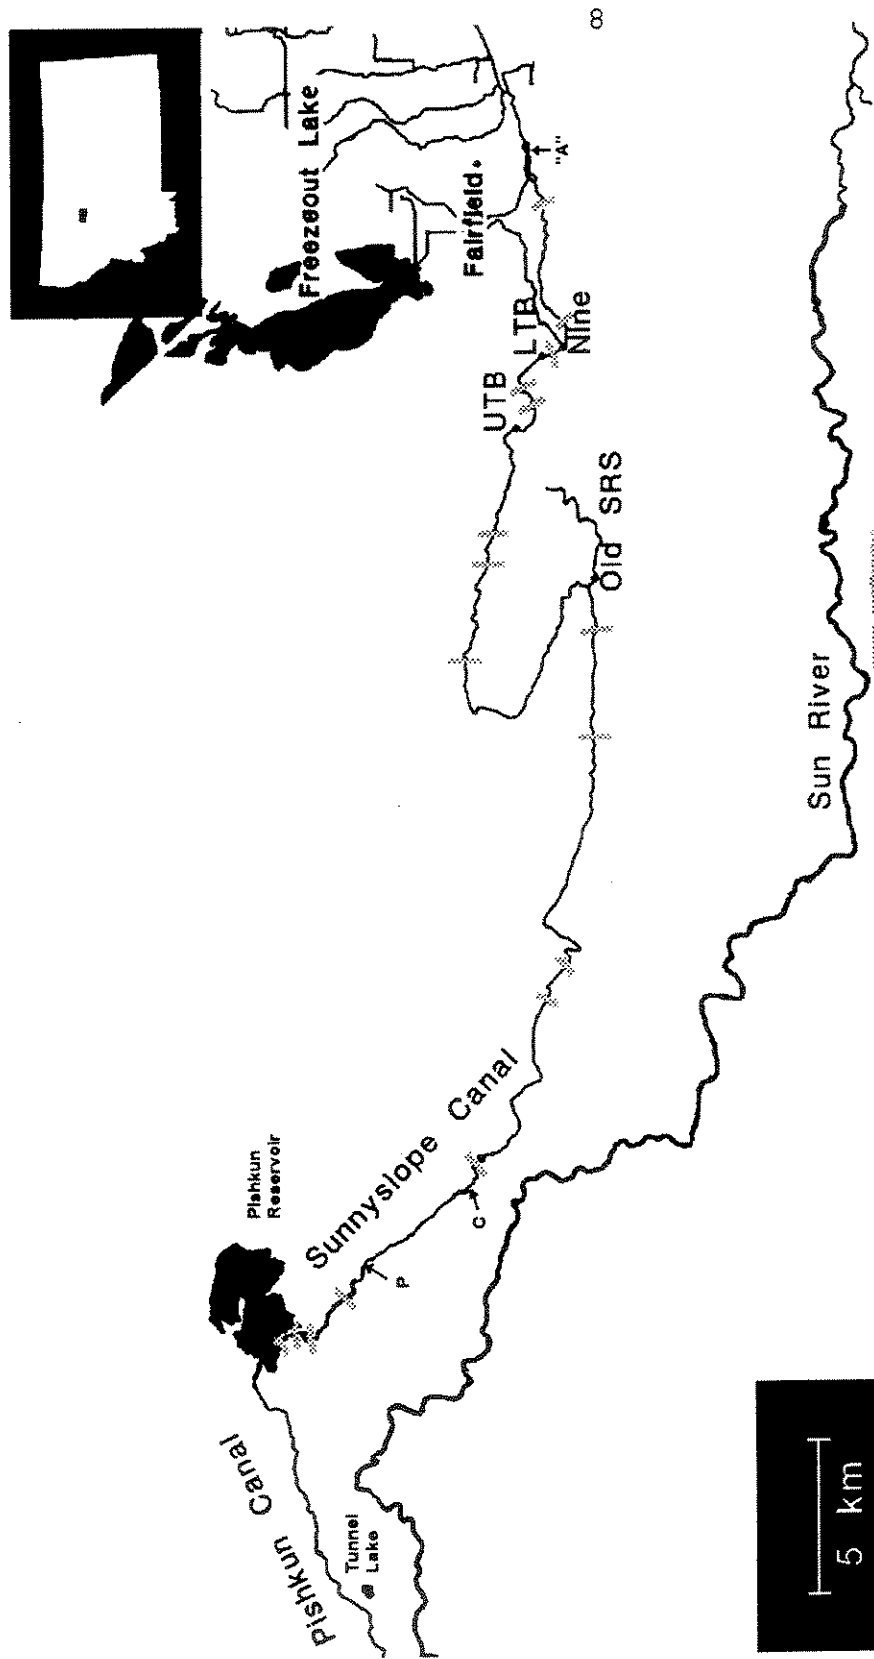 8
Freezeout Lake
Fairfield
"A"
UTB
LTB
Nine
Old SRS
Sun River
Sunnyslope Canal
Pishkun
Reservoir
C
P
Pishkun Canal
Tunnel
Lake
5 km